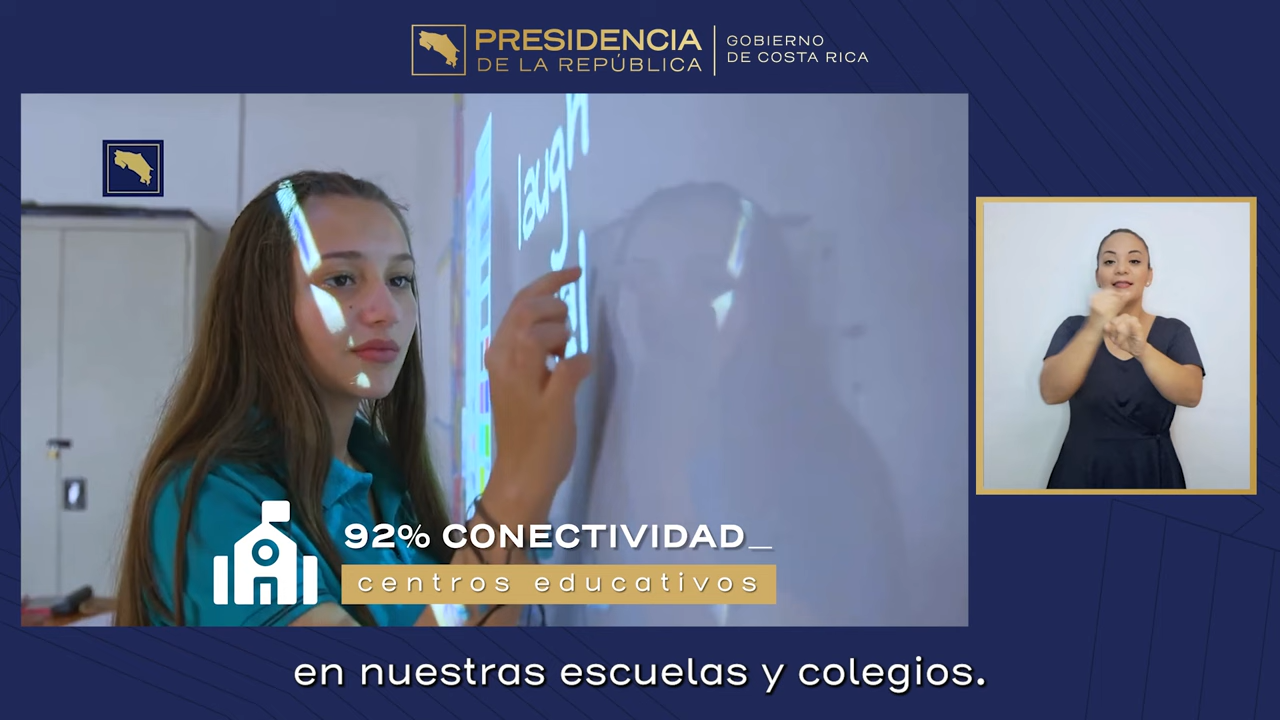 PRESIDENCIA
DE LA REPÚBLICA
GOBIERNO
DE COSTA RICA
laugh
92% CONECTIVIDAD_
centros educativos
en nuestras escuelas y colegios.